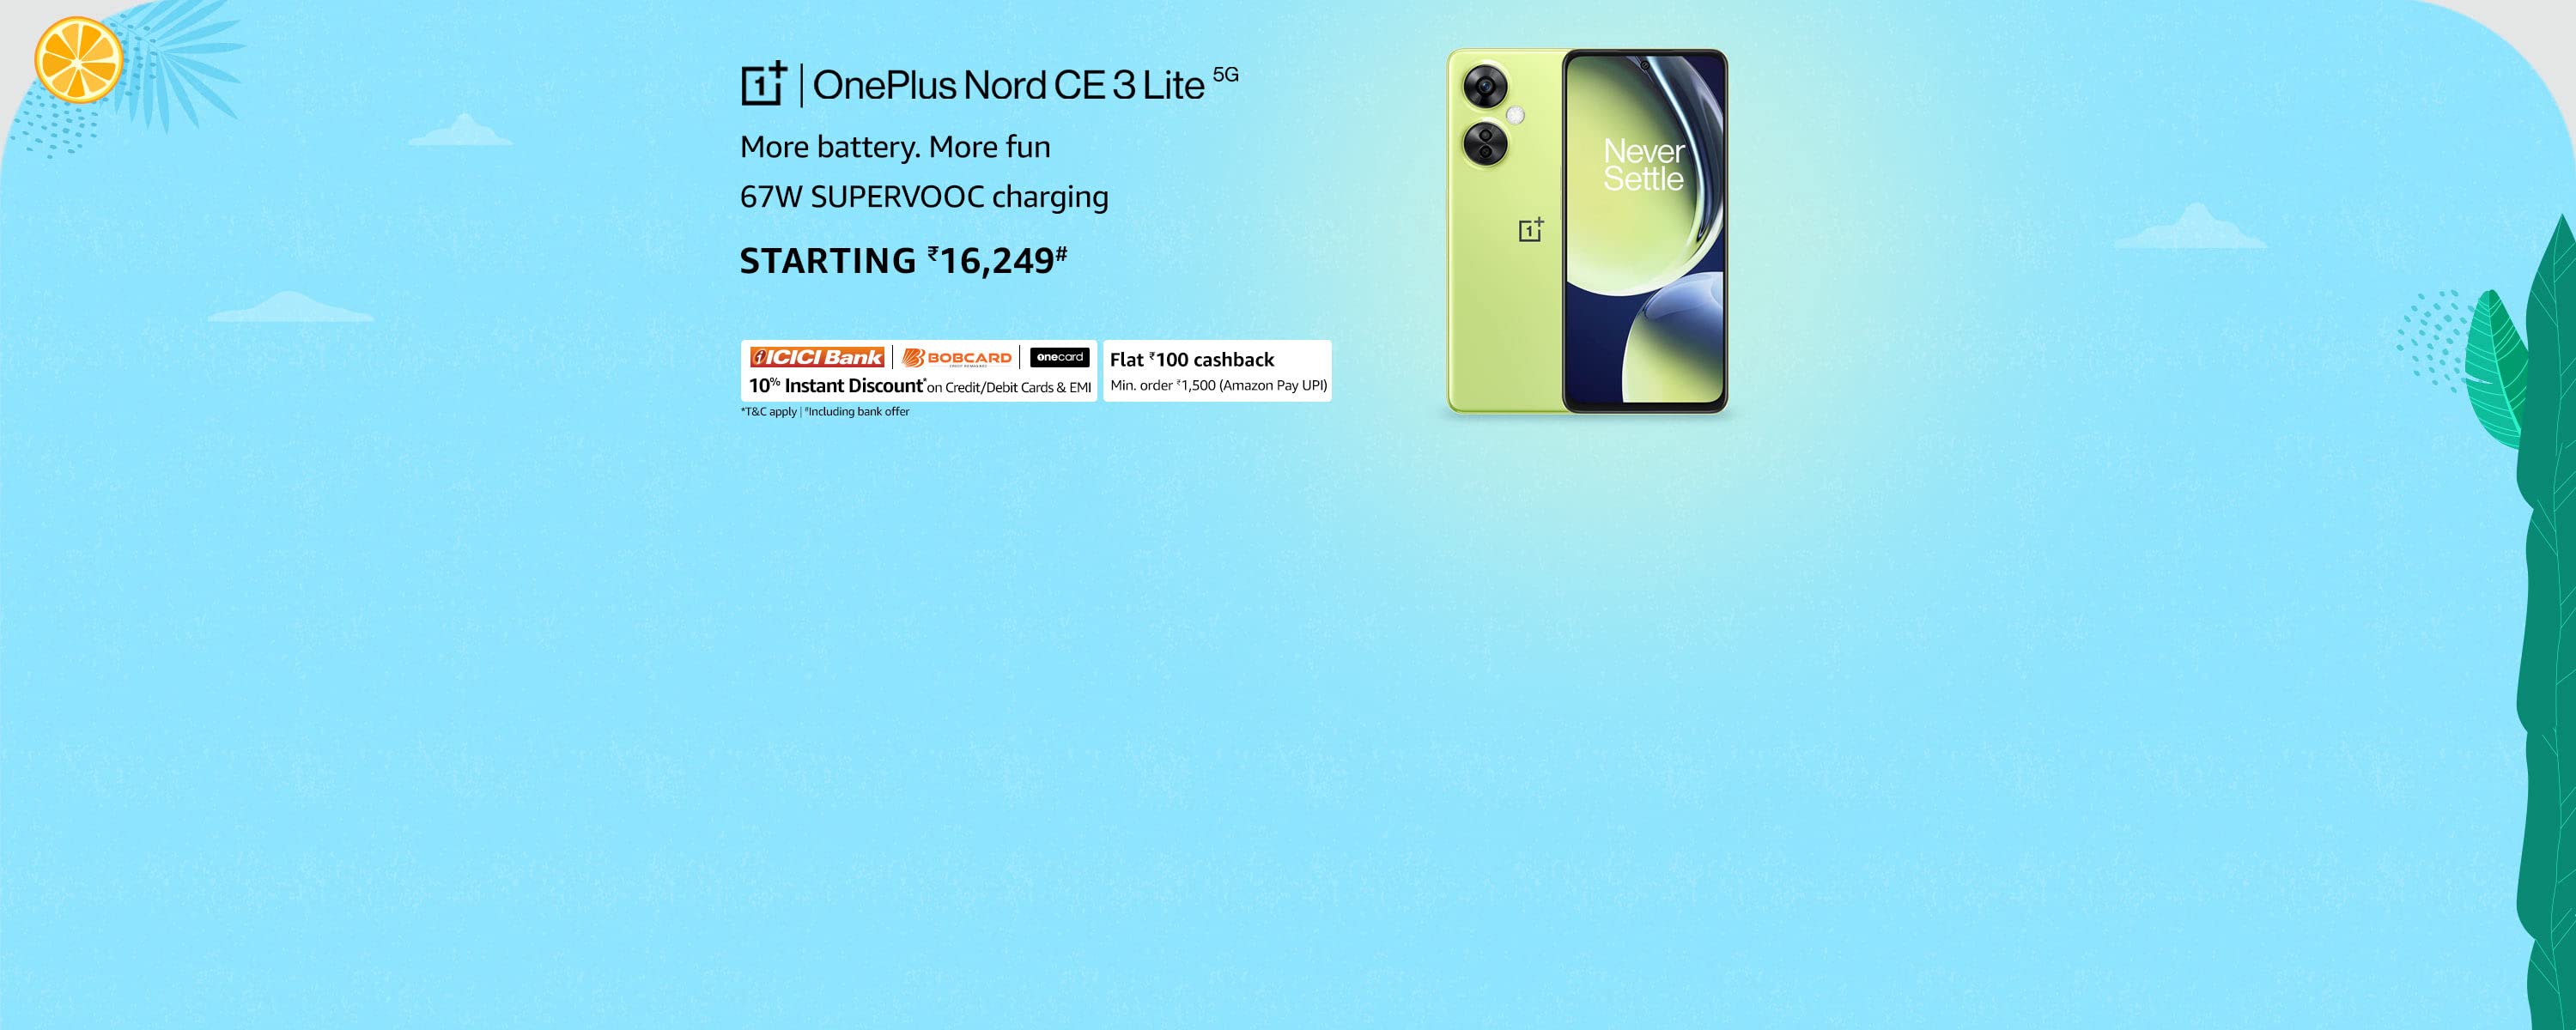 1+ | OnePlus Nord CE 3 Lite 5G
More battery. More fun
67W SUPERVOOC charging
STARTING ₹16,249#
ICICI Bank | BOBCARD | onecard
10% Instant Discount* on Credit/Debit Cards & EMI
Flat ₹100 cashback
Min. order ₹1,500 (Amazon Pay UPI)
*T&C apply | #Including bank offer
Never
Settle
1+